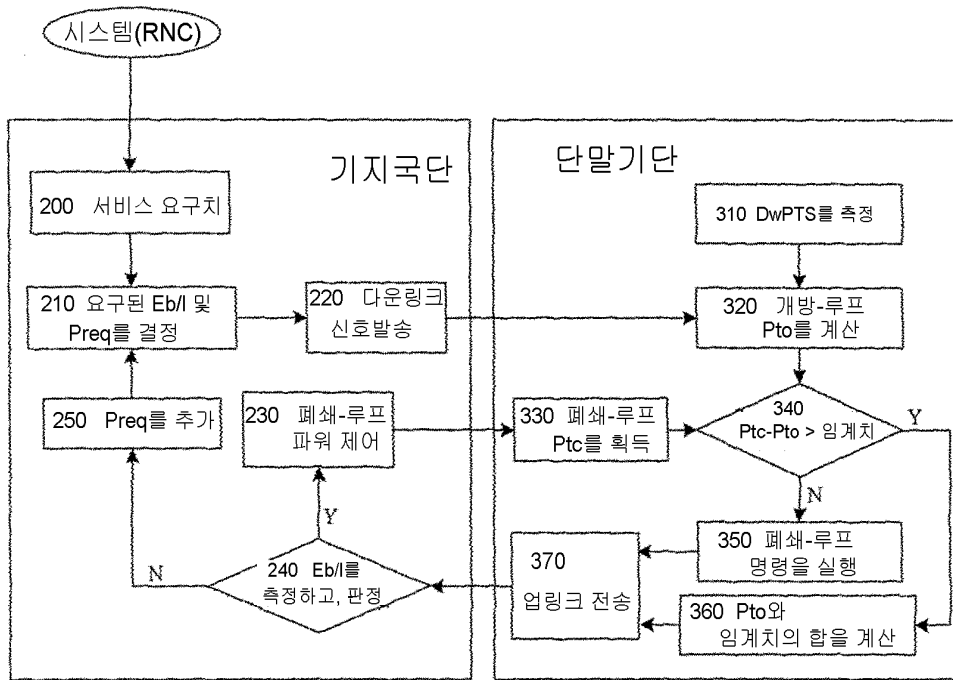 시스템(RNC)
기지국단
200 서비스 요구치
210 요구된 Eb/I 및
Preq를 결정
220 다운링크
신호발송
250 Preq를 추가
230 폐쇄-루프
파워 제어
Y
N
240 Eb/I를
측정하고, 판정
단말기단
310 DwPTS를 측정
320 개방-루프
Pto를 계산
330 폐쇄-루프
Ptc를 획득
340
Ptc-Pto > 임계치
Y
N
350 폐쇄-루프
명령을 실행
360 Pto와
임계치의 합을 계산
370
업링크 전송